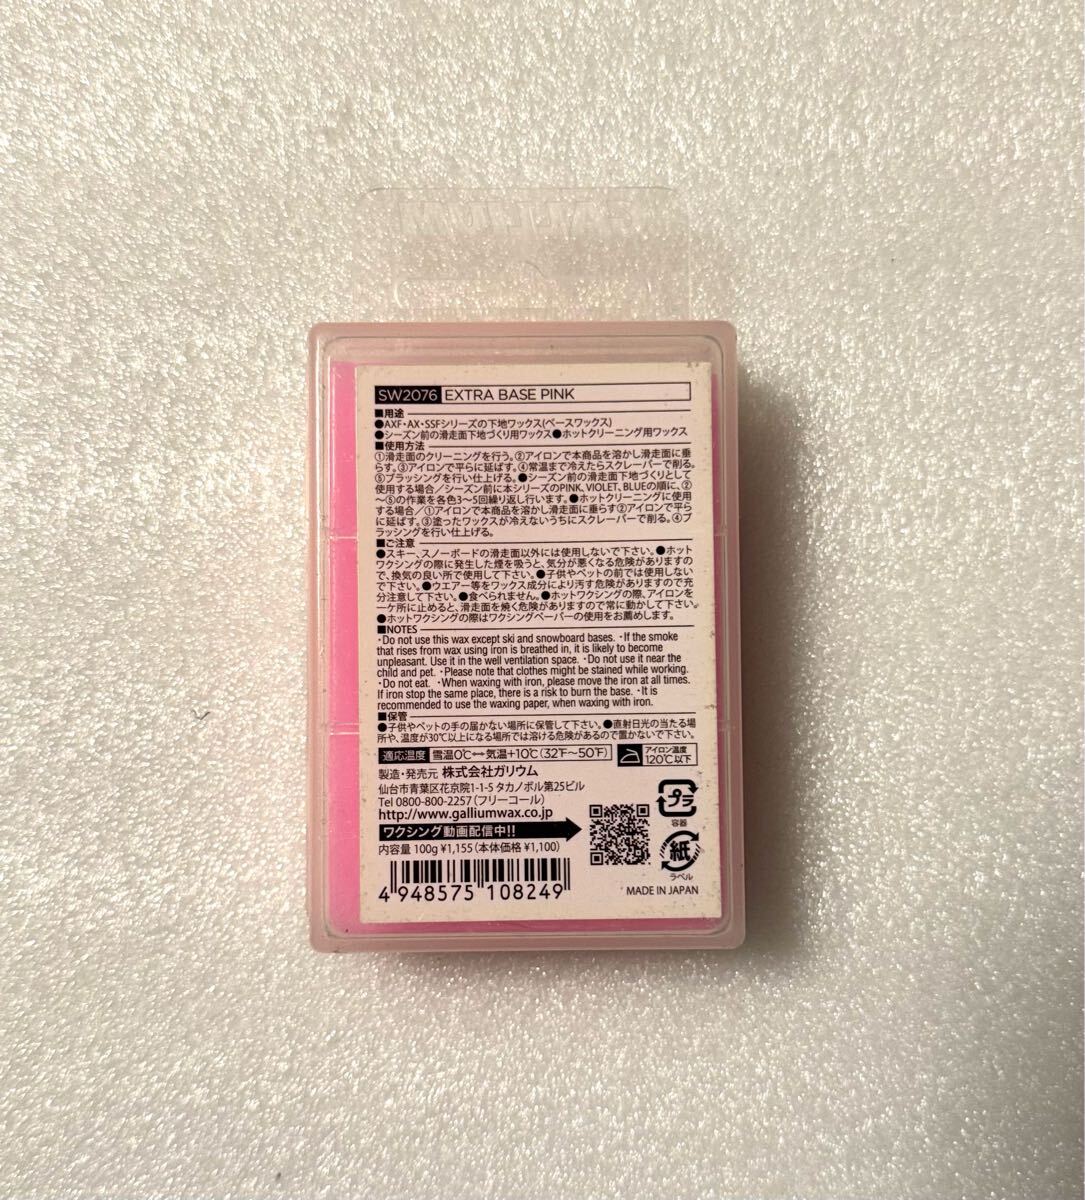 GALLIUM
SW2076 EXTRA BASE PINK
■用途
●AXF・AX・SSFシリーズの下地ワックス(ベースワックス)
●シーズン前の滑走面下地づくり用ワックス●ホットクリーニング用ワックス
■使用方法
①滑走面のクリーニングを行う。②アイロンで本商品を溶かし滑走面に垂
らす。③アイロンで平らに延ばす。④常温まで冷えたらスクレーパーで削る。
⑤ブラッシングを行い仕上げる。●シーズン前の滑走面下地づくりとして
使用する場合／シーズン前に本シリーズのPINK、VIOLET、BLUEの順に、②
～⑤の作業を各色3～5回繰り返し行います。●ホットクリーニングに使用
する場合／①アイロンで本商品を溶かし滑走面に垂らす②アイロンで平ら
に延ばす。③塗ったワックスが冷えないうちにスクレーパーで削る。④ブ
ラッシングを行い仕上げる。
■ご注意
●スキー、スノーボードの滑走面以外には使用しないで下さい。●ホット
ワクシングの際に発生した煙を吸うと、気分が悪くなる危険がありますの
で、換気の良い所で使用して下さい。●子供やペットの前では使用しない
で下さい。●ウエアー等をワックス成分により汚す危険がありますので充
分注意して下さい。●食べられません。●ホットワクシングの際、アイロンを
一ケ所に止めると、滑走面を焼く危険がありますので常に動かして下さい。
●ホットワクシングの際はワクシングペーパーの使用をお薦めします。
■NOTES
・Do not use this wax except ski and snowboard bases. ・If the smoke
that rises from wax using iron is breathed in, it is likely to become
unpleasant. Use it in the well ventilation space. ・Do not use it near the
child and pet. ・Please note that clothes might be stained while working.
・Do not eat. ・When waxing with iron, please move the iron at all times.
If iron stop the same place, there is a risk to burn the base. ・It is
recommended to use the waxing paper, when waxing with iron.
■保管
●子供やペットの手の届かない場所に保管して下さい。●直射日光の当たる場
所や、温度が30℃以上になる場所では溶ける危険があるので置かないで下さい。
適応温度 雪温0℃↔気温+10℃(32℉～50℉) アイロン温度
120℃以下
製造・発売元 株式会社ガリウム
仙台市青葉区花京院1-1-5 タカノボル第25ビル
Tel 0800-800-2257(フリーコール)
http://www.galliumwax.co.jp
ワクシング動画配信中!!
内容量 100g ¥1,155(本体価格 ¥1,100)
4 948575 108249
プラ
容器
紙
ラベル
MADE IN JAPAN